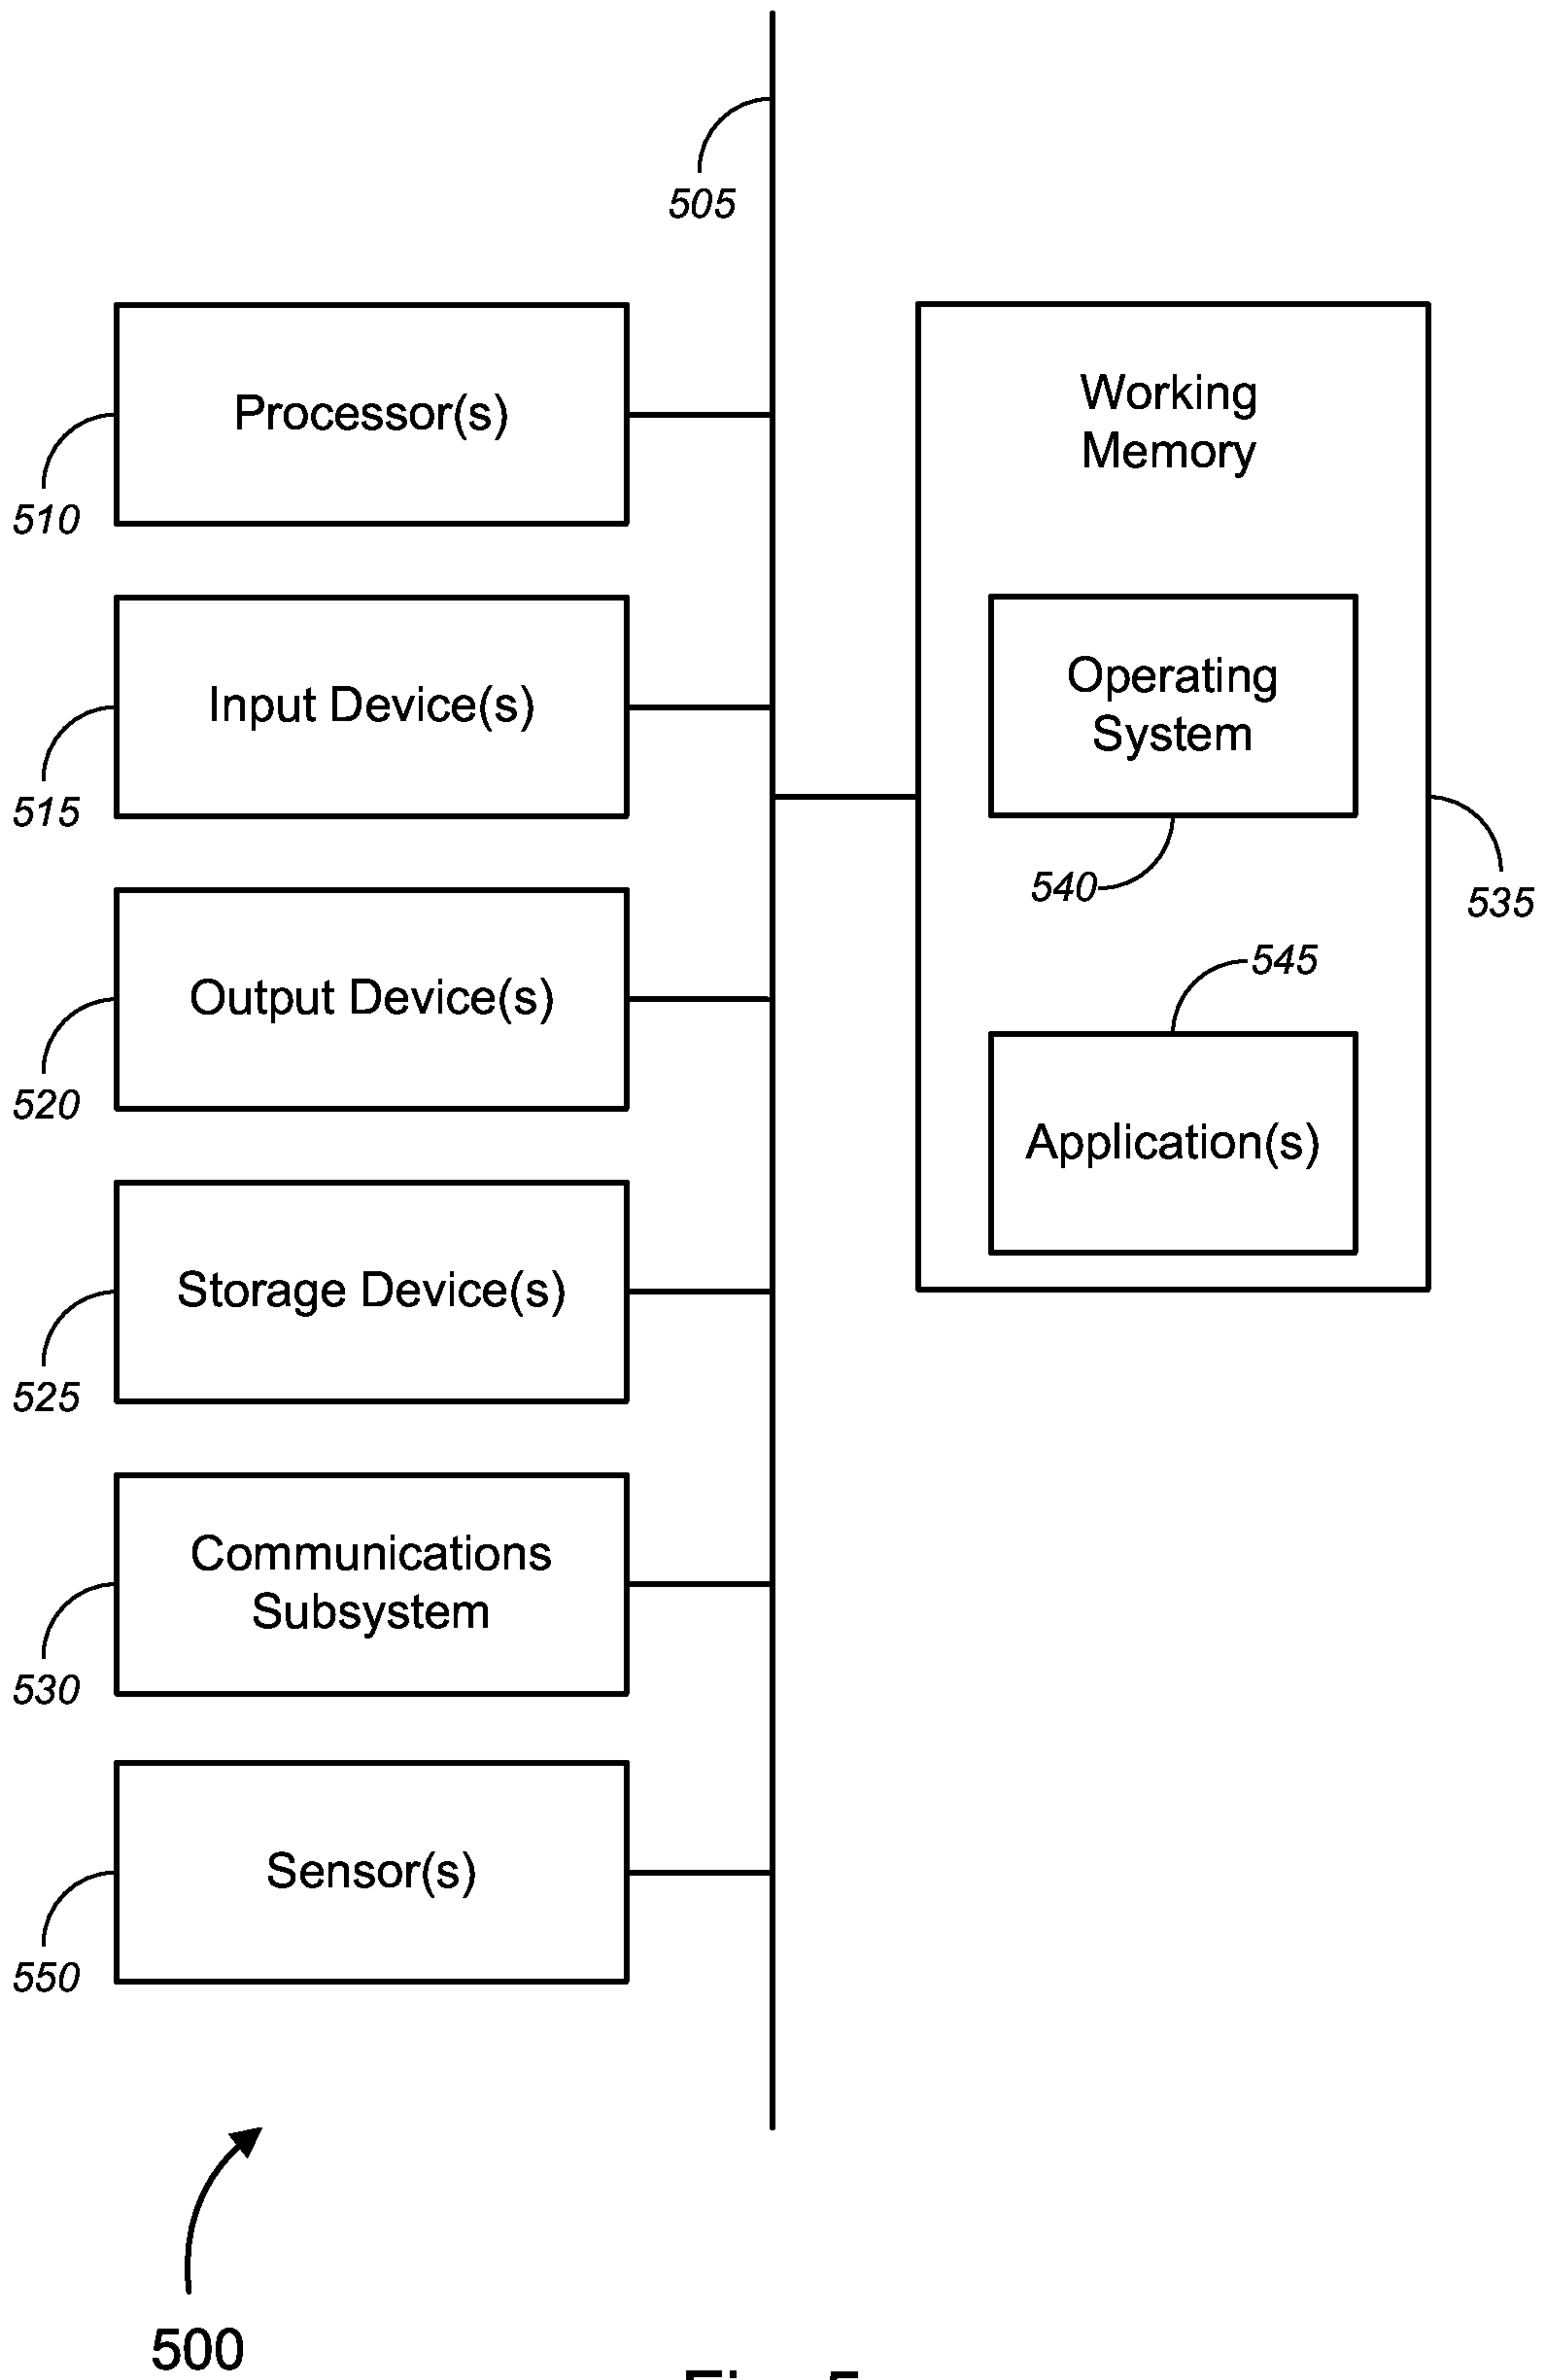 505
Processor(s)
510
Working
Memory
Input Device(s)
515
Operating
System
540
535
Output Device(s)
520
545
Application(s)
Storage Device(s)
525
Communications
Subsystem
530
Sensor(s)
550
500